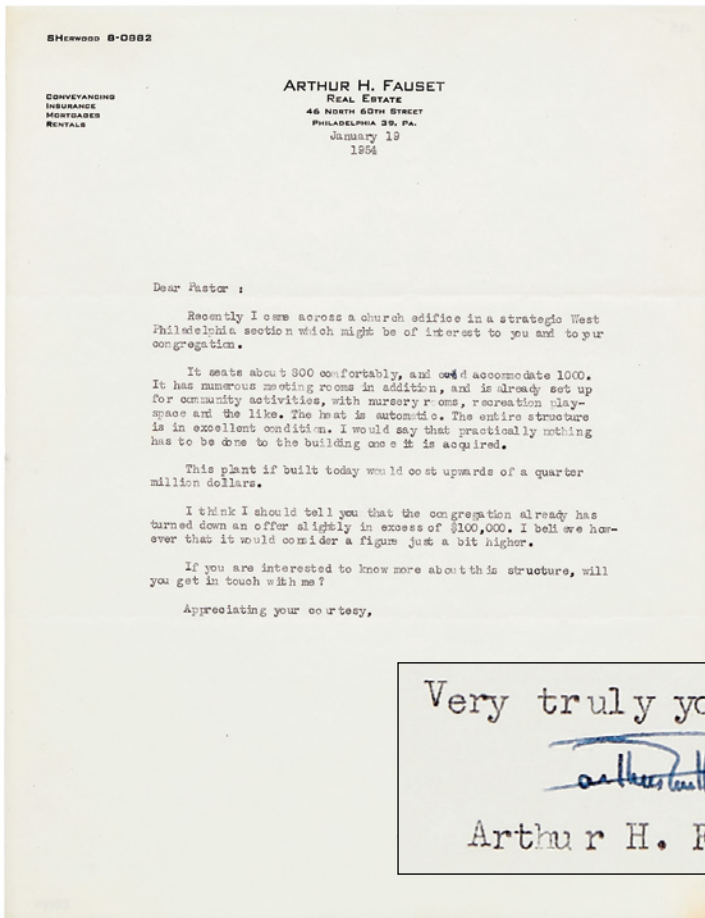 SHERWOOD 8-0882
CONVEYANCING
INSURANCE
MORTGAGES
RENTALS
ARTHUR H. FAUSET
REAL ESTATE
46 NORTH 60TH STREET
PHILADELPHIA 39, PA.
January 19
1954
Dear Pastor :
Recently I came across a church edifice in a strategic West
Philadelphia section which might be of interest to you and to your
congregation.
It seats about 800 comfortably, and could accommodate 1000.
It has numerous meeting rooms in addition, and is already set up
for community activities, with nursery rooms, recreation play-
space and the like. The heat is automatic. The entire structure
is in excellent condition. I would say that practically nothing
has to be done to the building once it is acquired.
This plant if built today would cost upwards of a quarter
million dollars.
I think I should tell you that the congregation already has
turned down an offer slightly in excess of $100,000. I believe how-
ever that it would consider a figure just a bit higher.
If you are interested to know more about this structure, will
you get in touch with me?
Appreciating your courtesy,
Very truly yo
Arthur H. F